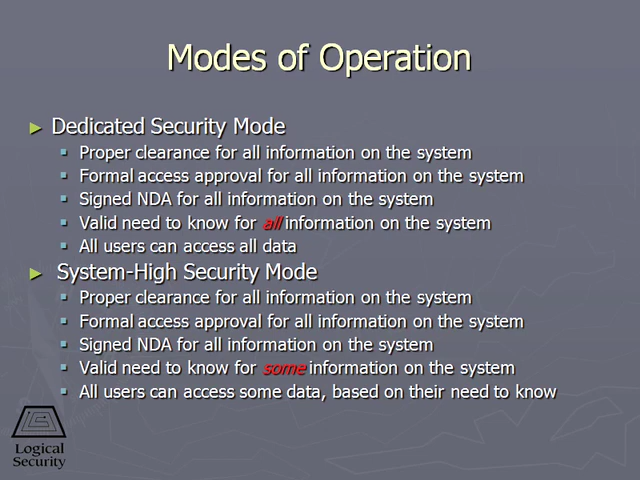 Modes of Operation
Dedicated Security Mode
Proper clearance for all information on the system
Formal access approval for all information on the system
Signed NDA for all information on the system
Valid need to know for all information on the system
All users can access all data
System-High Security Mode
Proper clearance for all information on the system
Formal access approval for all information on the system
Signed NDA for all information on the system
Valid need to know for some information on the system
All users can access some data, based on their need to know
Logical
Security